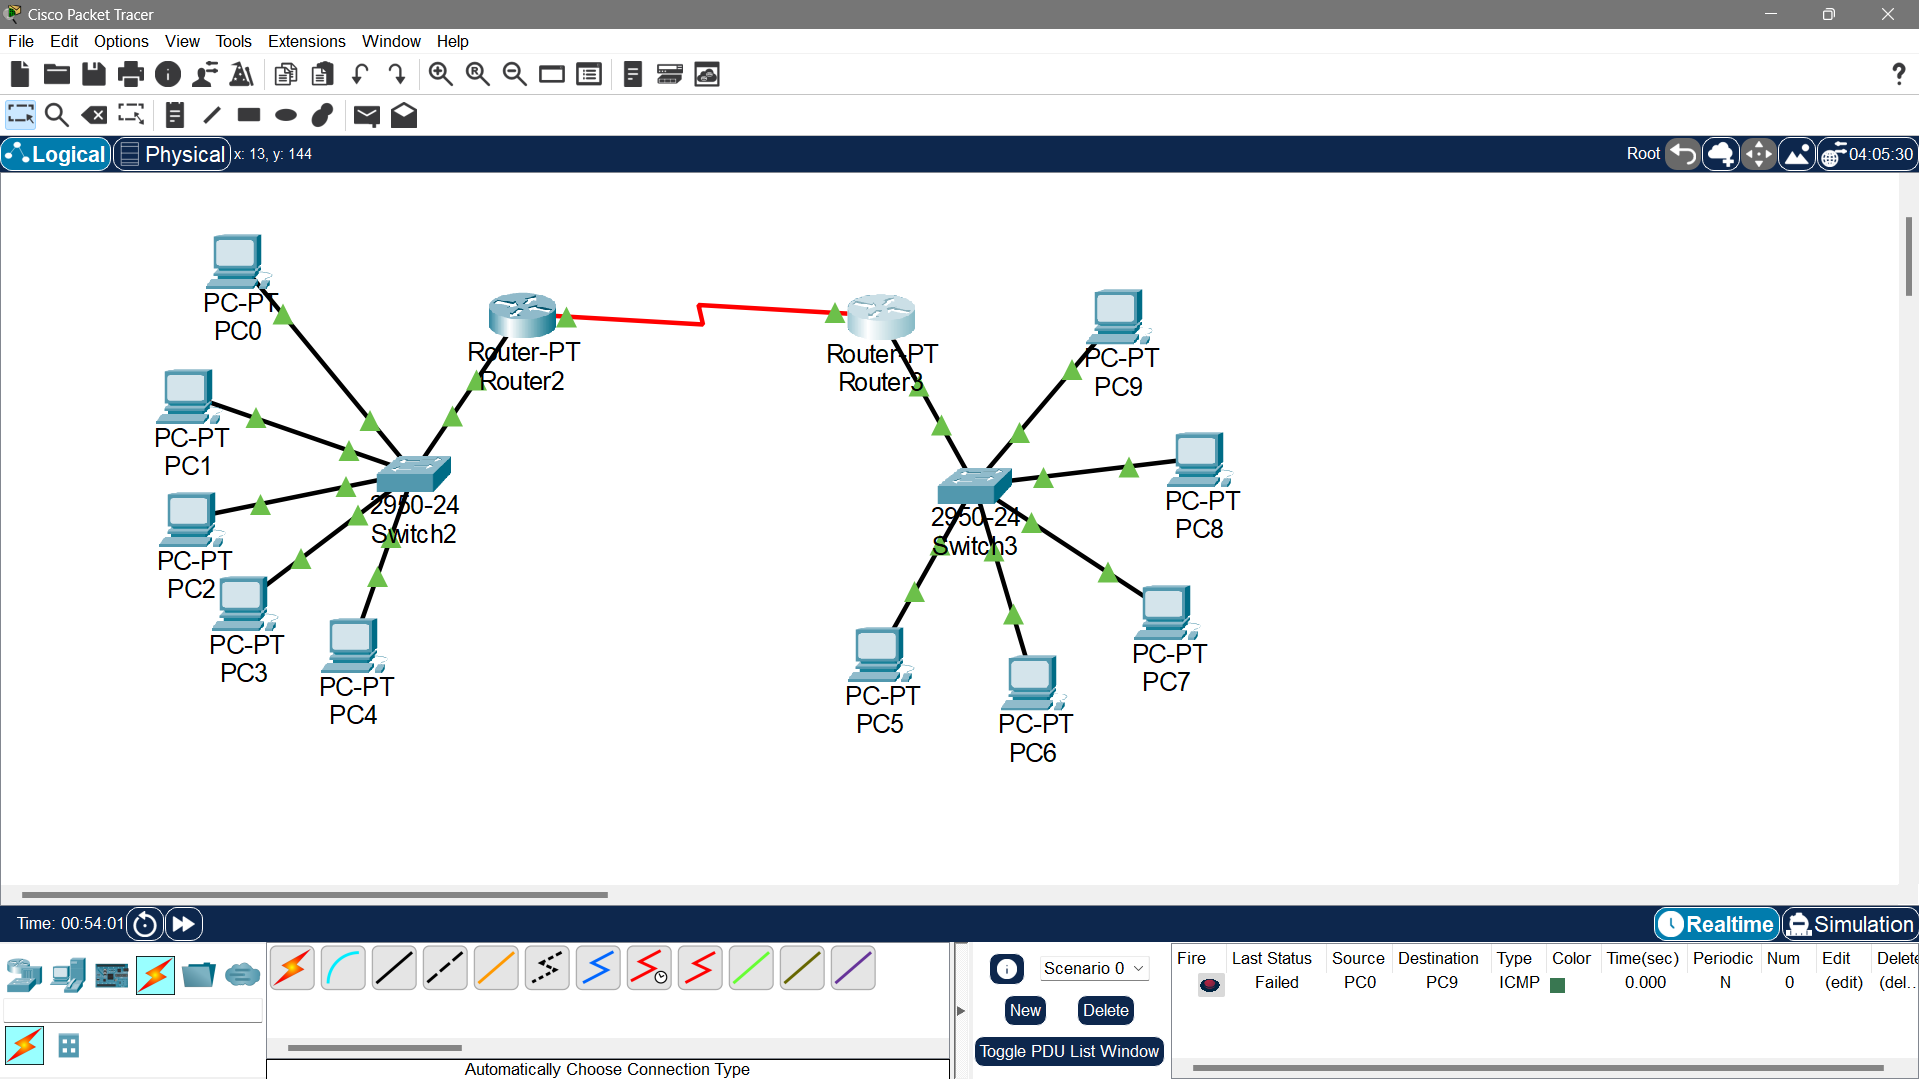 Cisco Packet Tracer
File Edit Options View Tools Extensions Window Help
Logical Physical x: 13, y: 144 Root 04:05:30
PC-PT
PC0
PC-PT
PC1
PC-PT
PC2
PC-PT
PC3
PC-PT
PC4
2950-24
Switch2
Router-PT
Router2
Router-PT
Router3
2950-24
Switch3
PC-PT
PC9
PC-PT
PC8
PC-PT
PC7
PC-PT
PC6
PC-PT
PC5
Time: 00:54:01 Realtime Simulation
Automatically Choose Connection Type
Scenario 0
New Delete
Toggle PDU List Window
Fire Last Status Source Destination Type Color Time(sec) Periodic Num Edit Delete
Failed PC0 PC9 ICMP 0.000 N 0 (edit) (del...